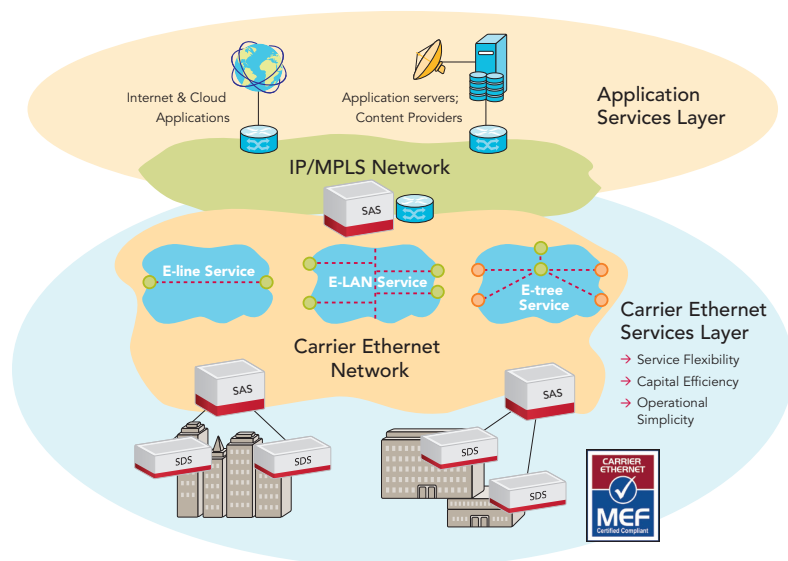 Internet & Cloud
Applications
Application servers;
Content Providers
Application
Services Layer
IP/MPLS Network
SAS
E-line Service
E-LAN Service
E-tree
Service
Carrier Ethernet
Services Layer
→ Service Flexibility
→ Capital Efficiency
→ Operational
Simplicity
Carrier Ethernet
Network
SAS
SAS
SDS
SDS
SDS
SDS
CARRIER
ETHERNET
MEF
Certified Compliant